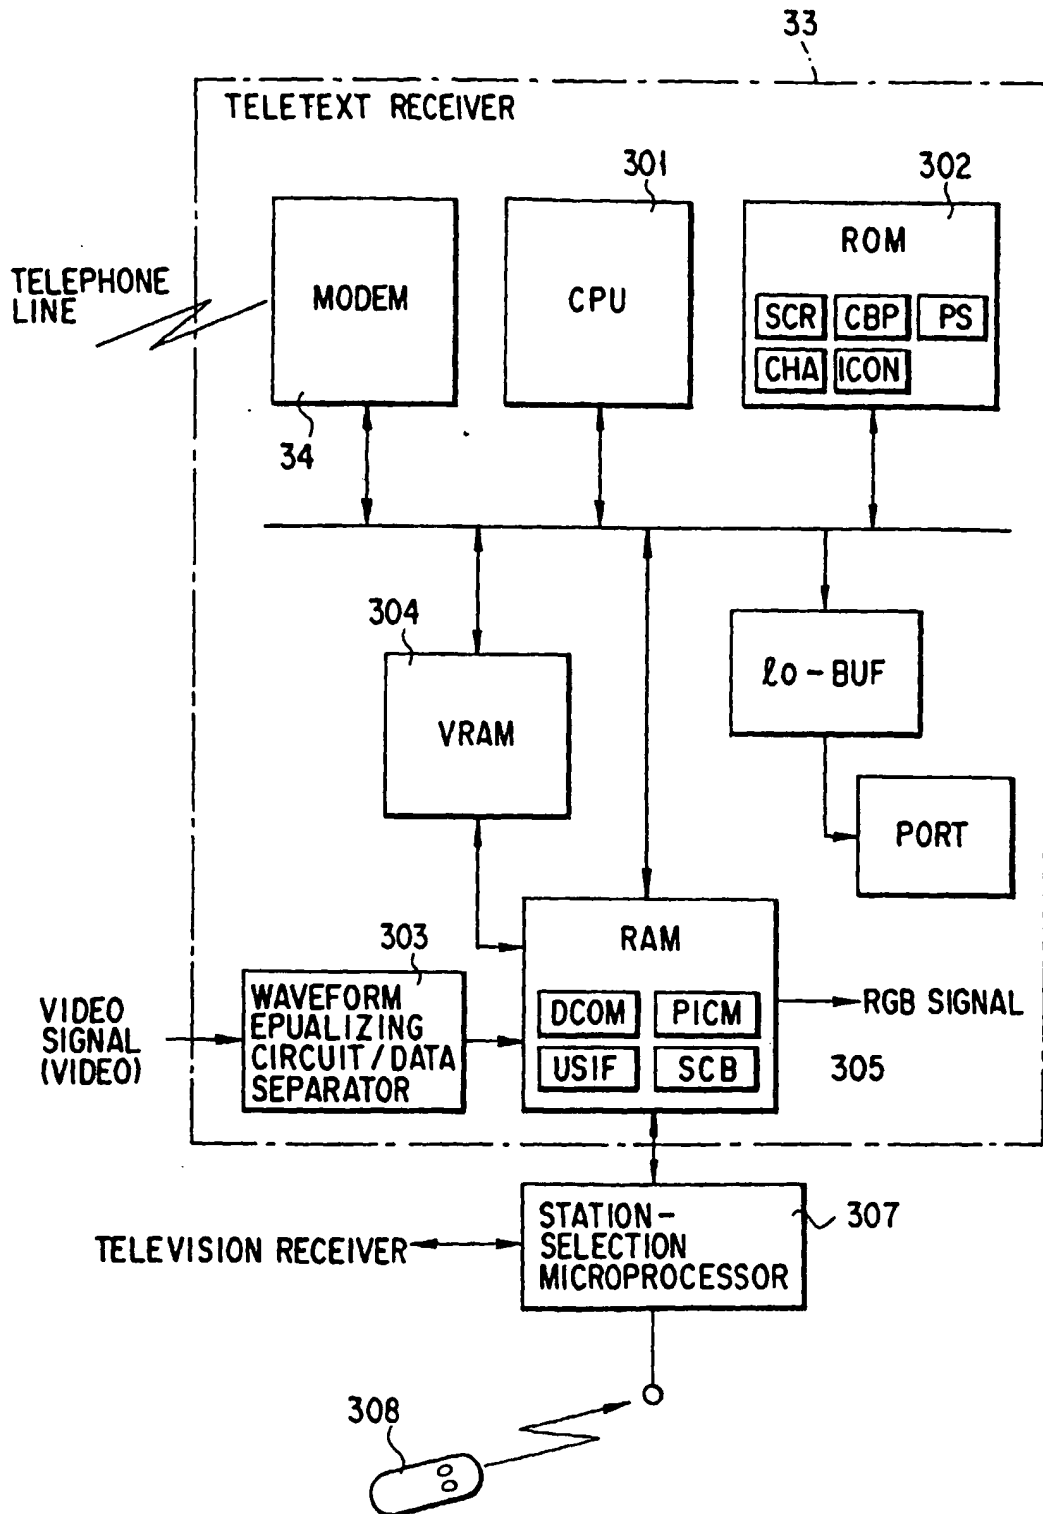 33
TELETEXT RECEIVER
301
302
MODEM
CPU
ROM
SCR CBP PS
CHA ICON
TELEPHONE
LINE
34
304
VRAM
lo-BUF
PORT
303
WAVEFORM
EPUALIZING
CIRCUIT/DATA
SEPARATOR
VIDEO
SIGNAL
(VIDEO)
RAM
DCOM PICM
USIF SCB
RGB SIGNAL
305
STATION-
SELECTION
MICROPROCESSOR
307
TELEVISION RECEIVER
308